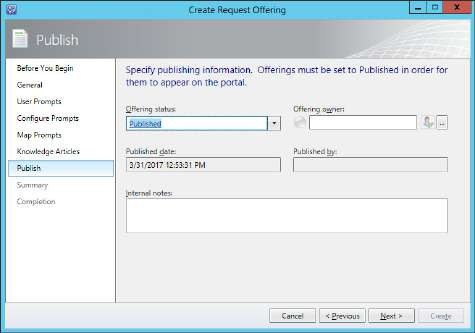 Create Request Offering
Publish
Before You Begin
General
User Prompts
Configure Prompts
Map Prompts
Knowledge Articles
Publish
Summary
Completion
Specify publishing information.  Offerings must be set to Published in order for
them to appear on the portal.
Offering status:
Offering owner:
Published
...
Published date:
Published by:
3/31/2017 12:53:31 PM
Internal notes:
Cancel
< Previous
Next >
Create